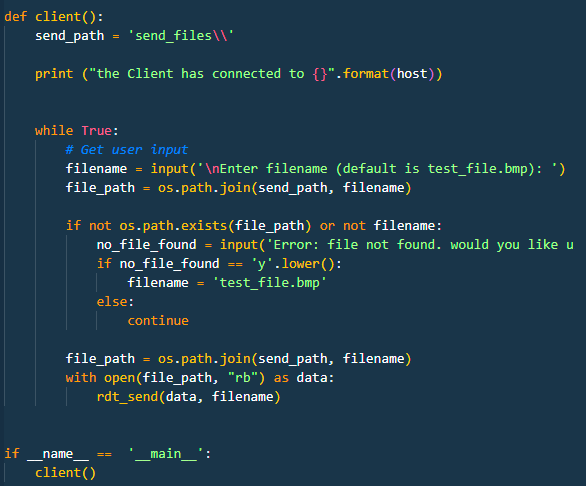 def client():
    send_path = 'send_files\\'
    print ("the Client has connected to {}".format(host))
    while True:
        # Get user input
        filename = input('\nEnter filename (default is test_file.bmp): ')
        file_path = os.path.join(send_path, filename)
        if not os.path.exists(file_path) or not filename:
            no_file_found = input('Error: file not found. would you like u
            if no_file_found == 'y'.lower():
                filename = 'test_file.bmp'
            else:
                continue
        file_path = os.path.join(send_path, filename)
        with open(file_path, "rb") as data:
            rdt_send(data, filename)
if __name__ ==  '__main__':
    client()